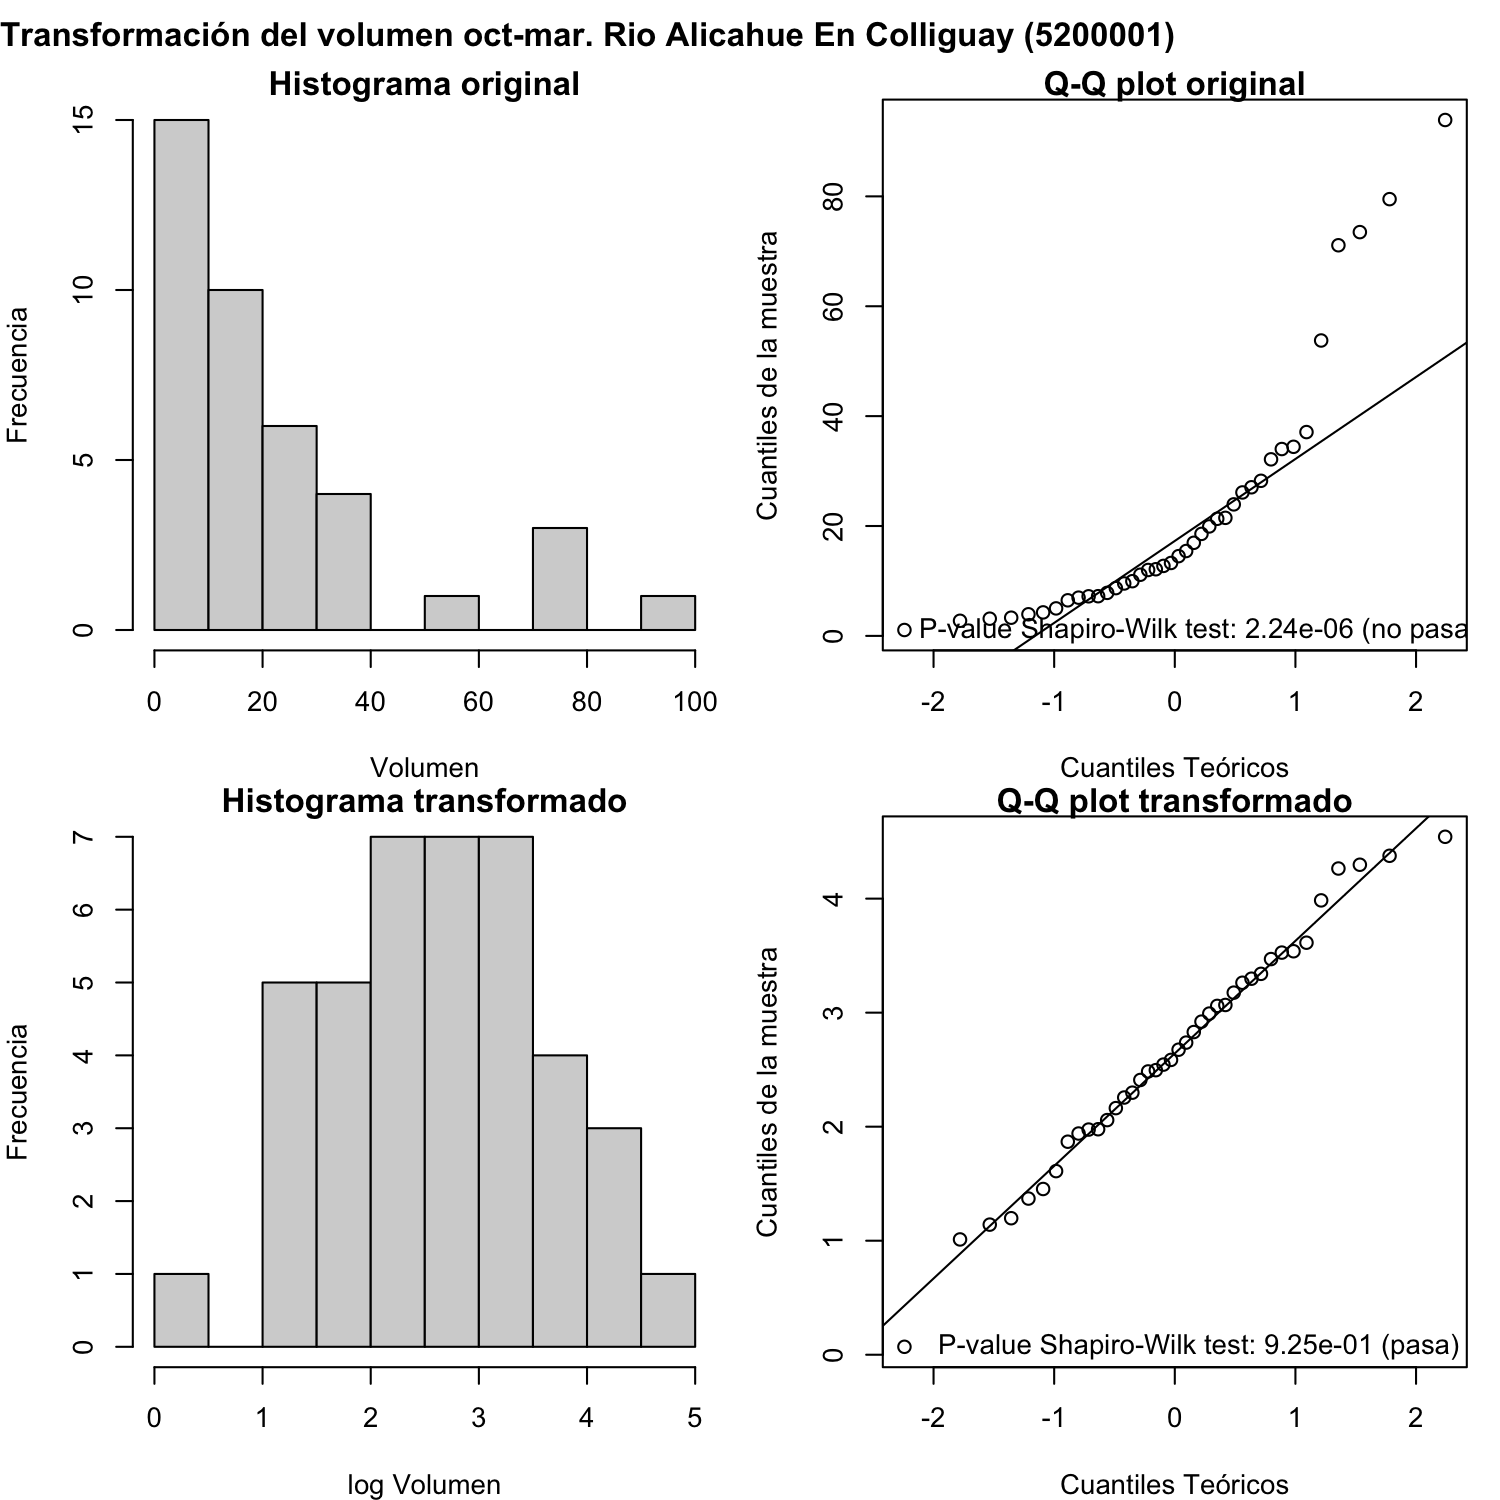 Transformación del volumen oct-mar. Rio Alicahue En Colliguay (5200001)
Histograma original
Frecuencia
0 5 10 15
0 20 40 60 80 100
Volumen
Q-Q plot original
Cuantiles de la muestra
0 20 40 60 80
P-value Shapiro-Wilk test: 2.24e-06 (no pasa
-2 -1 0 1 2
Cuantiles Teóricos
Histograma transformado
Frecuencia
0 1 2 3 4 5 6 7
0 1 2 3 4 5
log Volumen
Q-Q plot transformado
Cuantiles de la muestra
0 1 2 3 4
P-value Shapiro-Wilk test: 9.25e-01 (pasa)
-2 -1 0 1 2
Cuantiles Teóricos